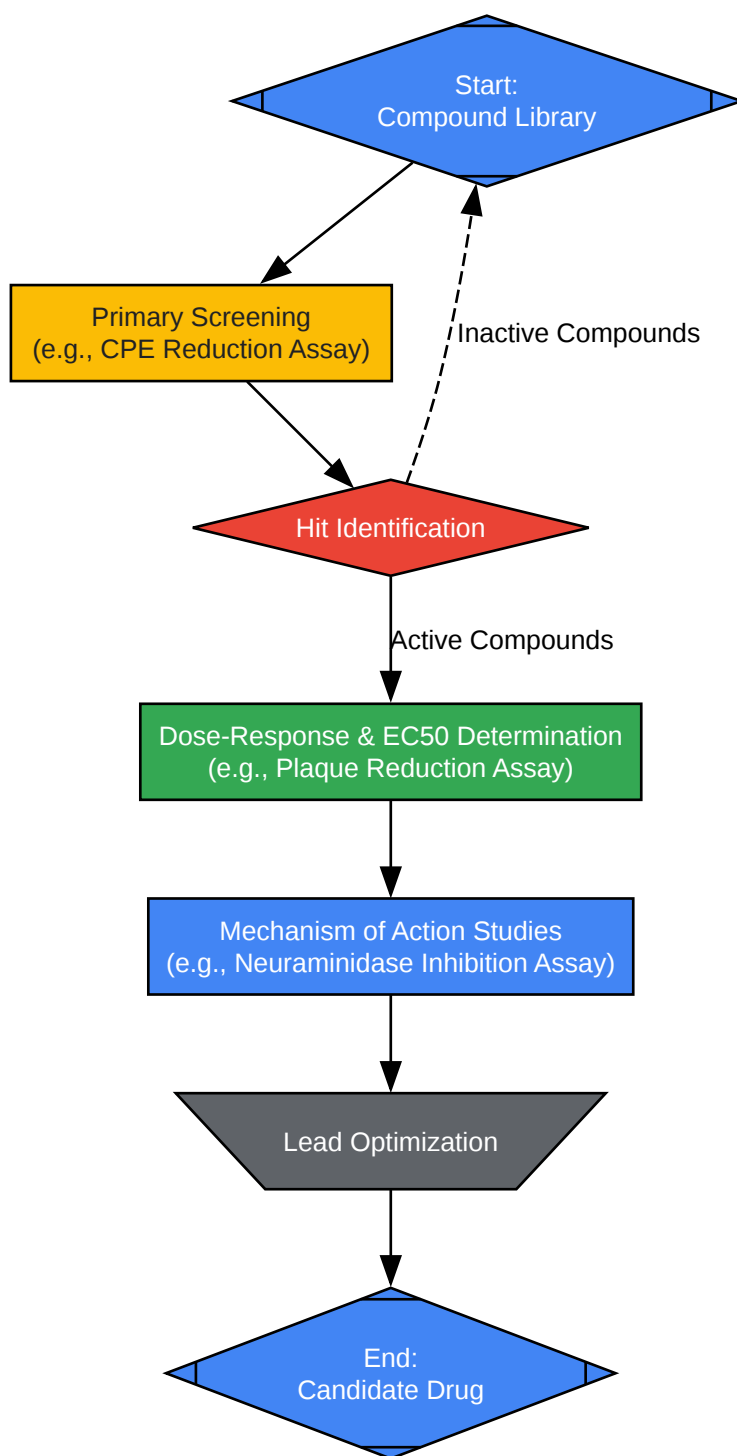 Start:
Compound Library
Primary Screening
(e.g., CPE Reduction Assay)
Inactive Compounds
Hit Identification
Active Compounds
Dose-Response & EC50 Determination
(e.g., Plaque Reduction Assay)
Mechanism of Action Studies
(e.g., Neuraminidase Inhibition Assay)
Lead Optimization
End:
Candidate Drug